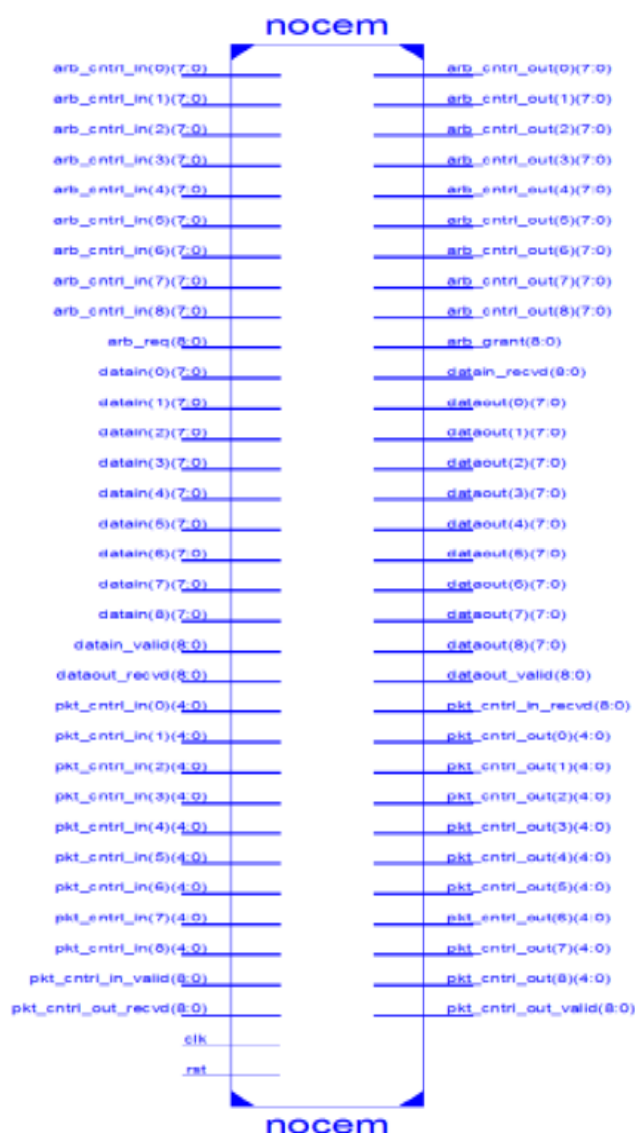 nocem
arb_cntrl_in(0)(7:0) arb_cntrl_out(0)(7:0)
arb_cntrl_in(1)(7:0) arb_cntrl_out(1)(7:0)
arb_cntrl_in(2)(7:0) arb_cntrl_out(2)(7:0)
arb_cntrl_in(3)(7:0) arb_cntrl_out(3)(7:0)
arb_cntrl_in(4)(7:0) arb_cntrl_out(4)(7:0)
arb_cntrl_in(5)(7:0) arb_cntrl_out(5)(7:0)
arb_cntrl_in(6)(7:0) arb_cntrl_out(6)(7:0)
arb_cntrl_in(7)(7:0) arb_cntrl_out(7)(7:0)
arb_cntrl_in(8)(7:0) arb_cntrl_out(8)(7:0)
arb_req(8:0) arb_grant(8:0)
datain(0)(7:0) datain_recvd(8:0)
datain(1)(7:0) dataout(0)(7:0)
datain(2)(7:0) dataout(1)(7:0)
datain(3)(7:0) dataout(2)(7:0)
datain(4)(7:0) dataout(3)(7:0)
datain(5)(7:0) dataout(4)(7:0)
datain(6)(7:0) dataout(5)(7:0)
datain(7)(7:0) dataout(6)(7:0)
datain(8)(7:0) dataout(7)(7:0)
datain_valid(8:0) dataout(8)(7:0)
dataout_recvd(8:0) dataout_valid(8:0)
pkt_cntrl_in(0)(4:0) pkt_cntrl_in_recvd(8:0)
pkt_cntrl_in(1)(4:0) pkt_cntrl_out(0)(4:0)
pkt_cntrl_in(2)(4:0) pkt_cntrl_out(1)(4:0)
pkt_cntrl_in(3)(4:0) pkt_cntrl_out(2)(4:0)
pkt_cntrl_in(4)(4:0) pkt_cntrl_out(3)(4:0)
pkt_cntrl_in(5)(4:0) pkt_cntrl_out(4)(4:0)
pkt_cntrl_in(6)(4:0) pkt_cntrl_out(5)(4:0)
pkt_cntrl_in(7)(4:0) pkt_cntrl_out(6)(4:0)
pkt_cntrl_in(8)(4:0) pkt_cntrl_out(7)(4:0)
pkt_cntrl_in_valid(8:0) pkt_cntrl_out(8)(4:0)
pkt_cntrl_out_recvd(8:0) pkt_cntrl_out_valid(8:0)
clk
rst
nocem